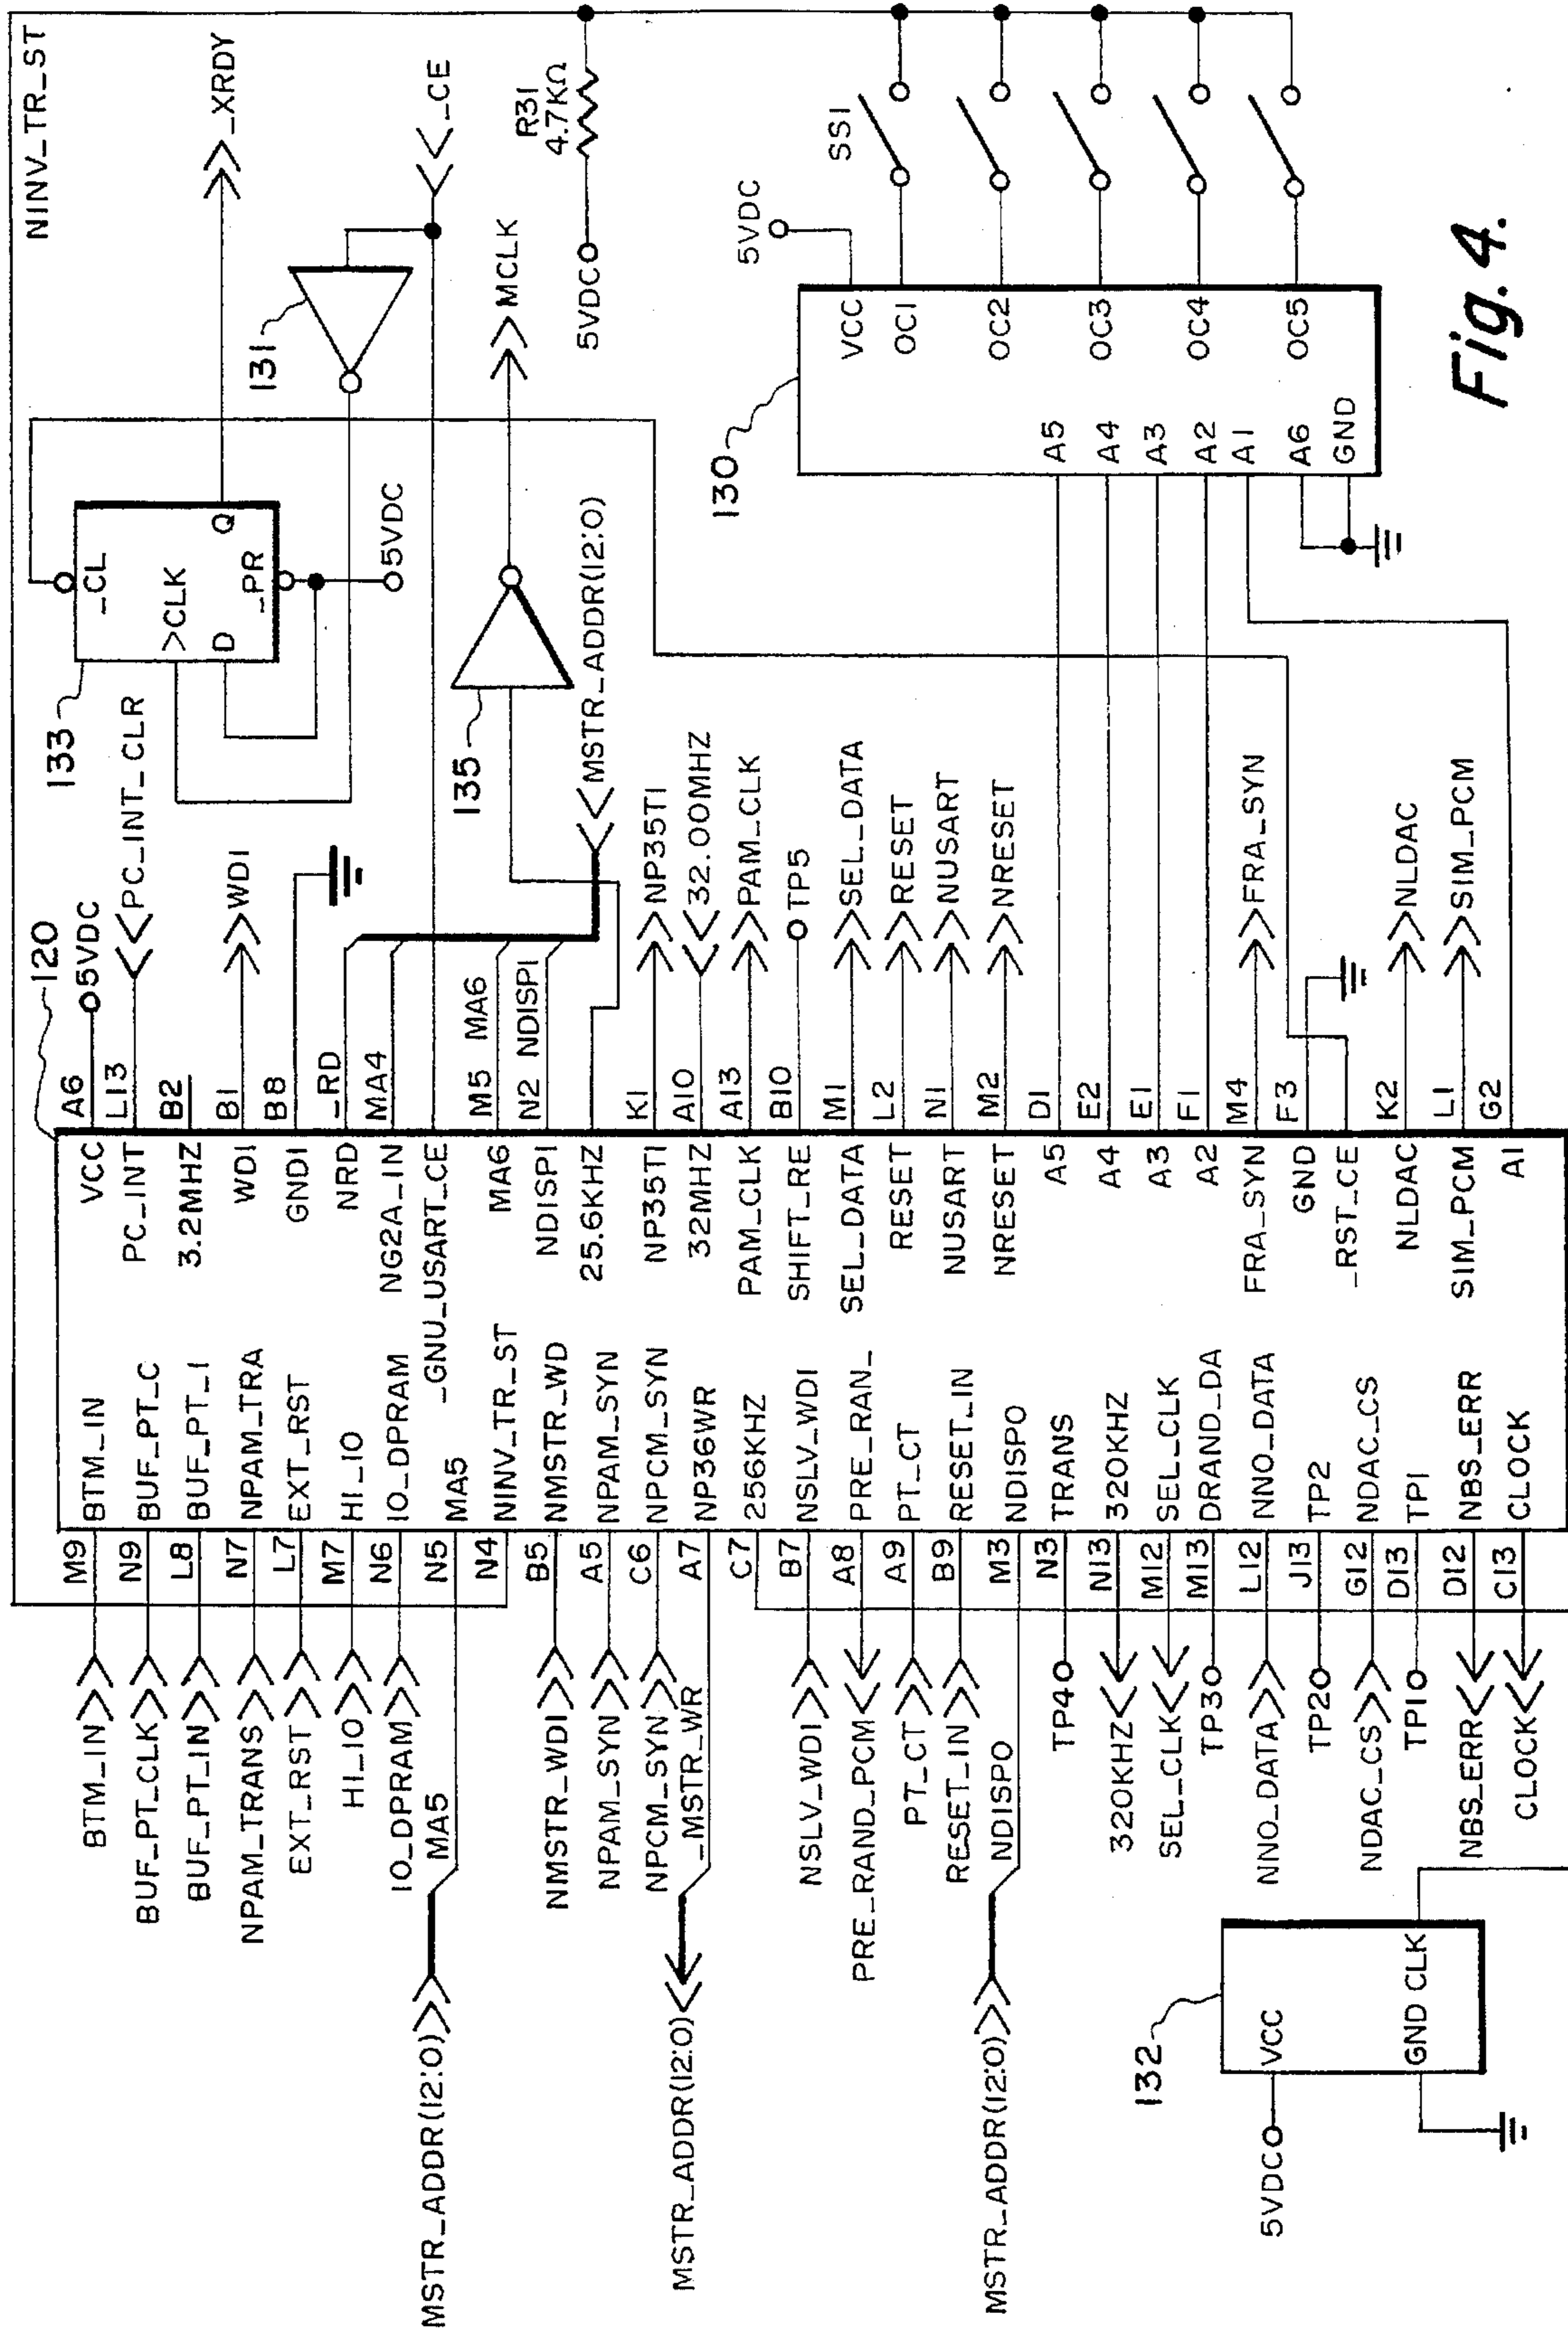 NINV_TR_ST
120
A6
5VDC
L13
PC_INT_CLR
B2
B1
WDI
B8
_RD
MA4
M5 MA6
N2 NDISPI
K1
NP35TI
A10
32.00MHZ
A13
PAM_CLK
B10
TP5
M1
SEL_DATA
L2
RESET
N1
NUSART
M2
NRESET
D1
E2
E1
F1
M4
FRA_SYN
F3
K2
NLDAC
L1
SIM_PCM
G2
VCC
PC_INT
3.2MHZ
WDI
GNDI
NRD
NG2A_IN
_GNU_USART_CE
MA6
NDISPI
25.6KHZ
NP35TI
32MHZ
PAM_CLK
SHIFT_RE
SEL_DATA
RESET
NUSART
NRESET
A5
A4
A3
A2
FRA_SYN
GND
_RST_CE
NLDAC
SIM_PCM
A1
BTM_IN
BUF_PT_C
BUF_PT_I
NPAM_TRA
EXT_RST
HI_IO
IO_DPRAM
MA5
NINV_TR_ST
NMSTR_WD
NPAM_SYN
NPCM_SYN
NP36WR
256KHZ
NSLV_WDI
PRE_RAN_
PT_CT
RESET_IN
NDISPO
TRANS
320KHZ
SEL_CLK
DRAND_DA
NNO_DATA
TP2
NDAC_CS
TP1
NBS_ERR
CLOCK
M9
N9
L8
N7
L7
M7
N6
N5
N4
B5
A5
C6
A7
C7
B7
A8
A9
B9
M3
N3
N13
M12
M13
L12
J13
G12
D13
D12
C13
BTM_IN
BUF_PT_CLK
BUF_PT_IN
NPAM_TRANS
EXT_RST
HI_IO
IO_DPRAM
MA5
MSTR_ADDR(12:0)
NMSTR_WDI
NPAM_SYN
NPCM_SYN
_MSTR_WR
MSTR_ADDR(12:0)
NSLV_WDI
PRE_RAND_PCM
PT_CT
RESET_IN
NDISPO
MSTR_ADDR(12:0)
TP4
320KHZ
SEL_CLK
TP3
NNO_DATA
TP2
NDAC_CS
TP1
NBS_ERR
CLOCK
132
5VDC
VCC
GND CLK
133
_CL
>CLK
Q
D
_PR
5VDC
_XRDY
131
_CE
135
MCLK
MSTR_ADDR(12:0)
R31
4.7KΩ
5VDC
130
5VDC
VCC
OC1
OC2
OC3
OC4
OC5
A5
A4
A3
A2
A1
A6
GND
SS1
Fig. 4.